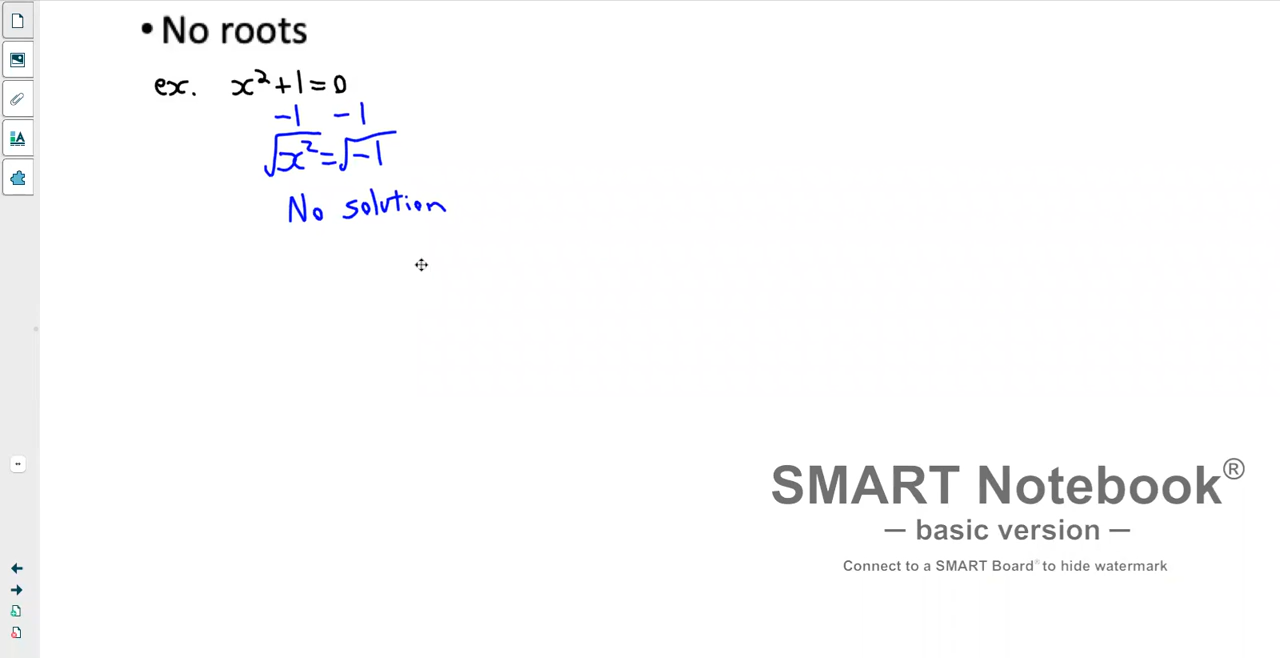 • No roots
ex. x²+1=0
-1 -1
√x²=√-1
No solution
SMART Notebook®
— basic version —
Connect to a SMART Board® to hide watermark